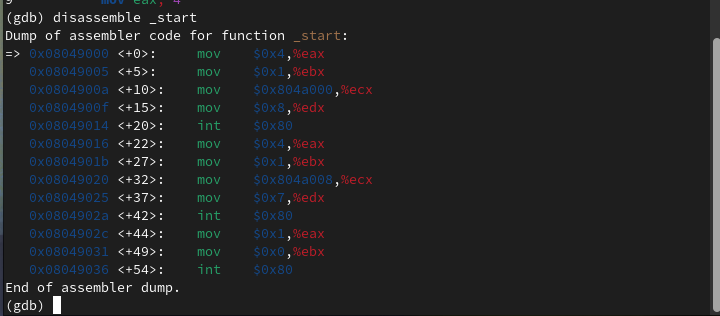 9 mov eax, 4
(gdb) disassemble _start
Dump of assembler code for function _start:
=> 0x08049000 <+0>: mov $0x4,%eax
0x08049005 <+5>: mov $0x1,%ebx
0x0804900a <+10>: mov $0x804a000,%ecx
0x0804900f <+15>: mov $0x8,%edx
0x08049014 <+20>: int $0x80
0x08049016 <+22>: mov $0x4,%eax
0x0804901b <+27>: mov $0x1,%ebx
0x08049020 <+32>: mov $0x804a008,%ecx
0x08049025 <+37>: mov $0x7,%edx
0x0804902a <+42>: int $0x80
0x0804902c <+44>: mov $0x1,%eax
0x08049031 <+49>: mov $0x0,%ebx
0x08049036 <+54>: int $0x80
End of assembler dump.
(gdb)